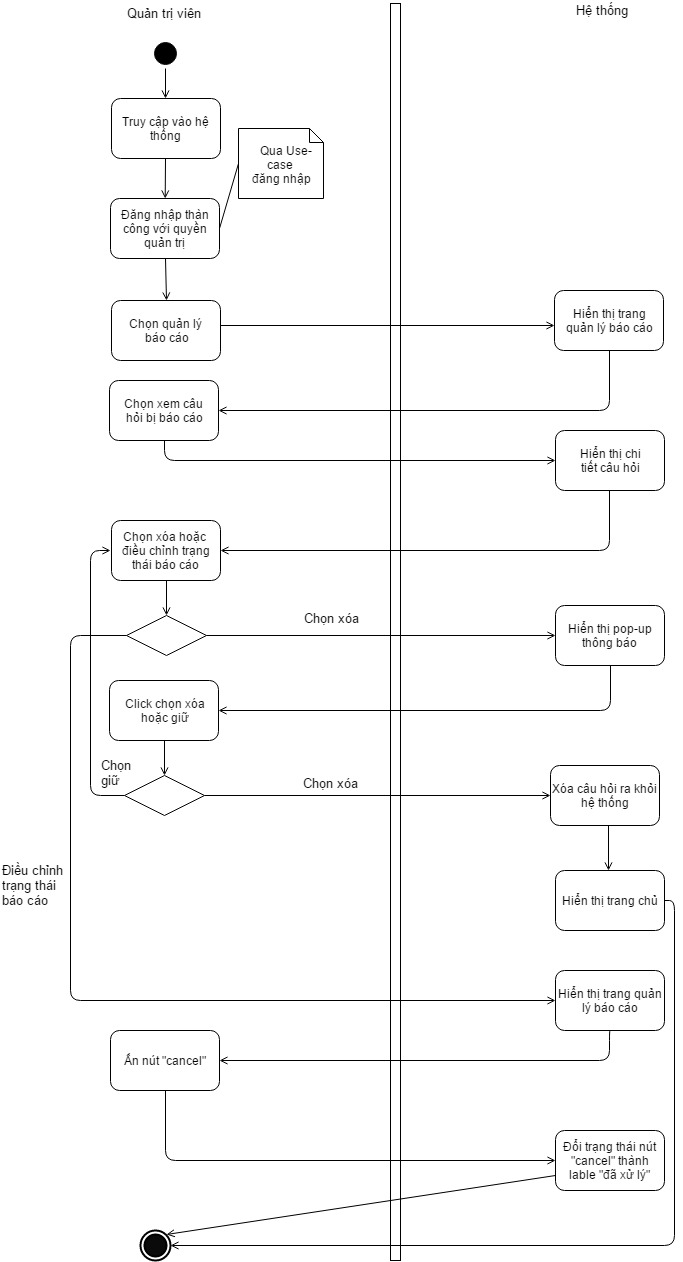 Quản trị viên
Hệ thống
Truy cập vào hệ
thống
Qua Use-
case
đăng nhập
Đăng nhập thàn
công với quyền
quản trị
Chọn quản lý
báo cáo
Hiển thị trang
quản lý báo cáo
Chọn xem câu
hỏi bị báo cáo
Hiển thị chi
tiết câu hỏi
Chọn xóa hoặc
điều chỉnh trạng
thái báo cáo
Chọn xóa
Hiển thị pop-up
thông báo
Click chọn xóa
hoặc giữ
Chọn
giữ
Chọn xóa
Xóa câu hỏi ra khỏi
hệ thống
Điều chỉnh
trạng thái
báo cáo
Hiển thị trang chủ
Hiển thị trang quản
lý báo cáo
Ấn nút "cancel"
Đổi trạng thái nút
"cancel" thành
lable "đã xử lý"